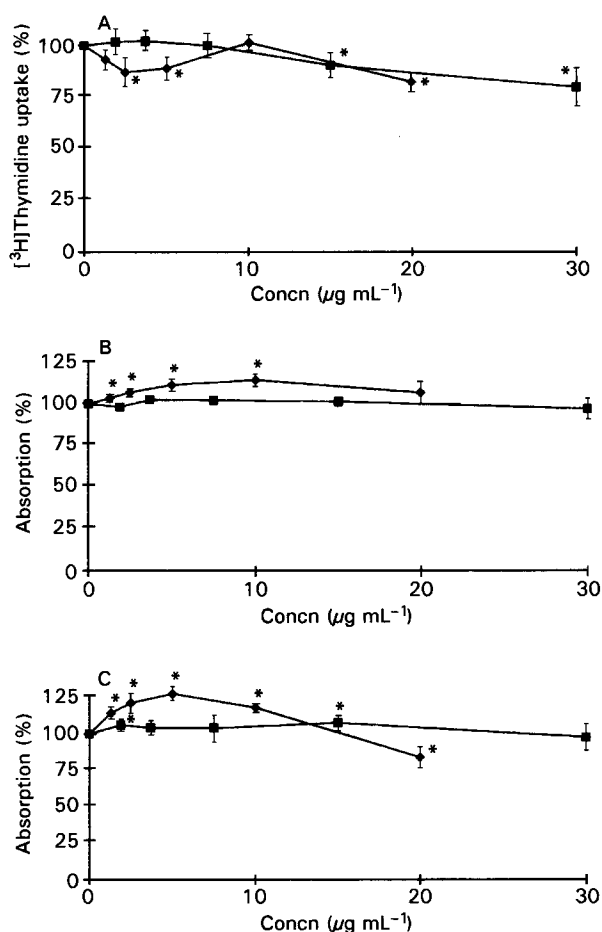 A
[³H]Thymidine uptake (%)
100
75
50
25
0
* * * * *
0 10 20 30
Concn (µg mL⁻¹)
B
Absorption (%)
125
100
75
50
25
0
* * * *
0 10 20 30
Concn (µg mL⁻¹)
C
Absorption (%)
125
100
75
50
25
0
* * * * * * *
0 10 20 30
Concn (µg mL⁻¹)